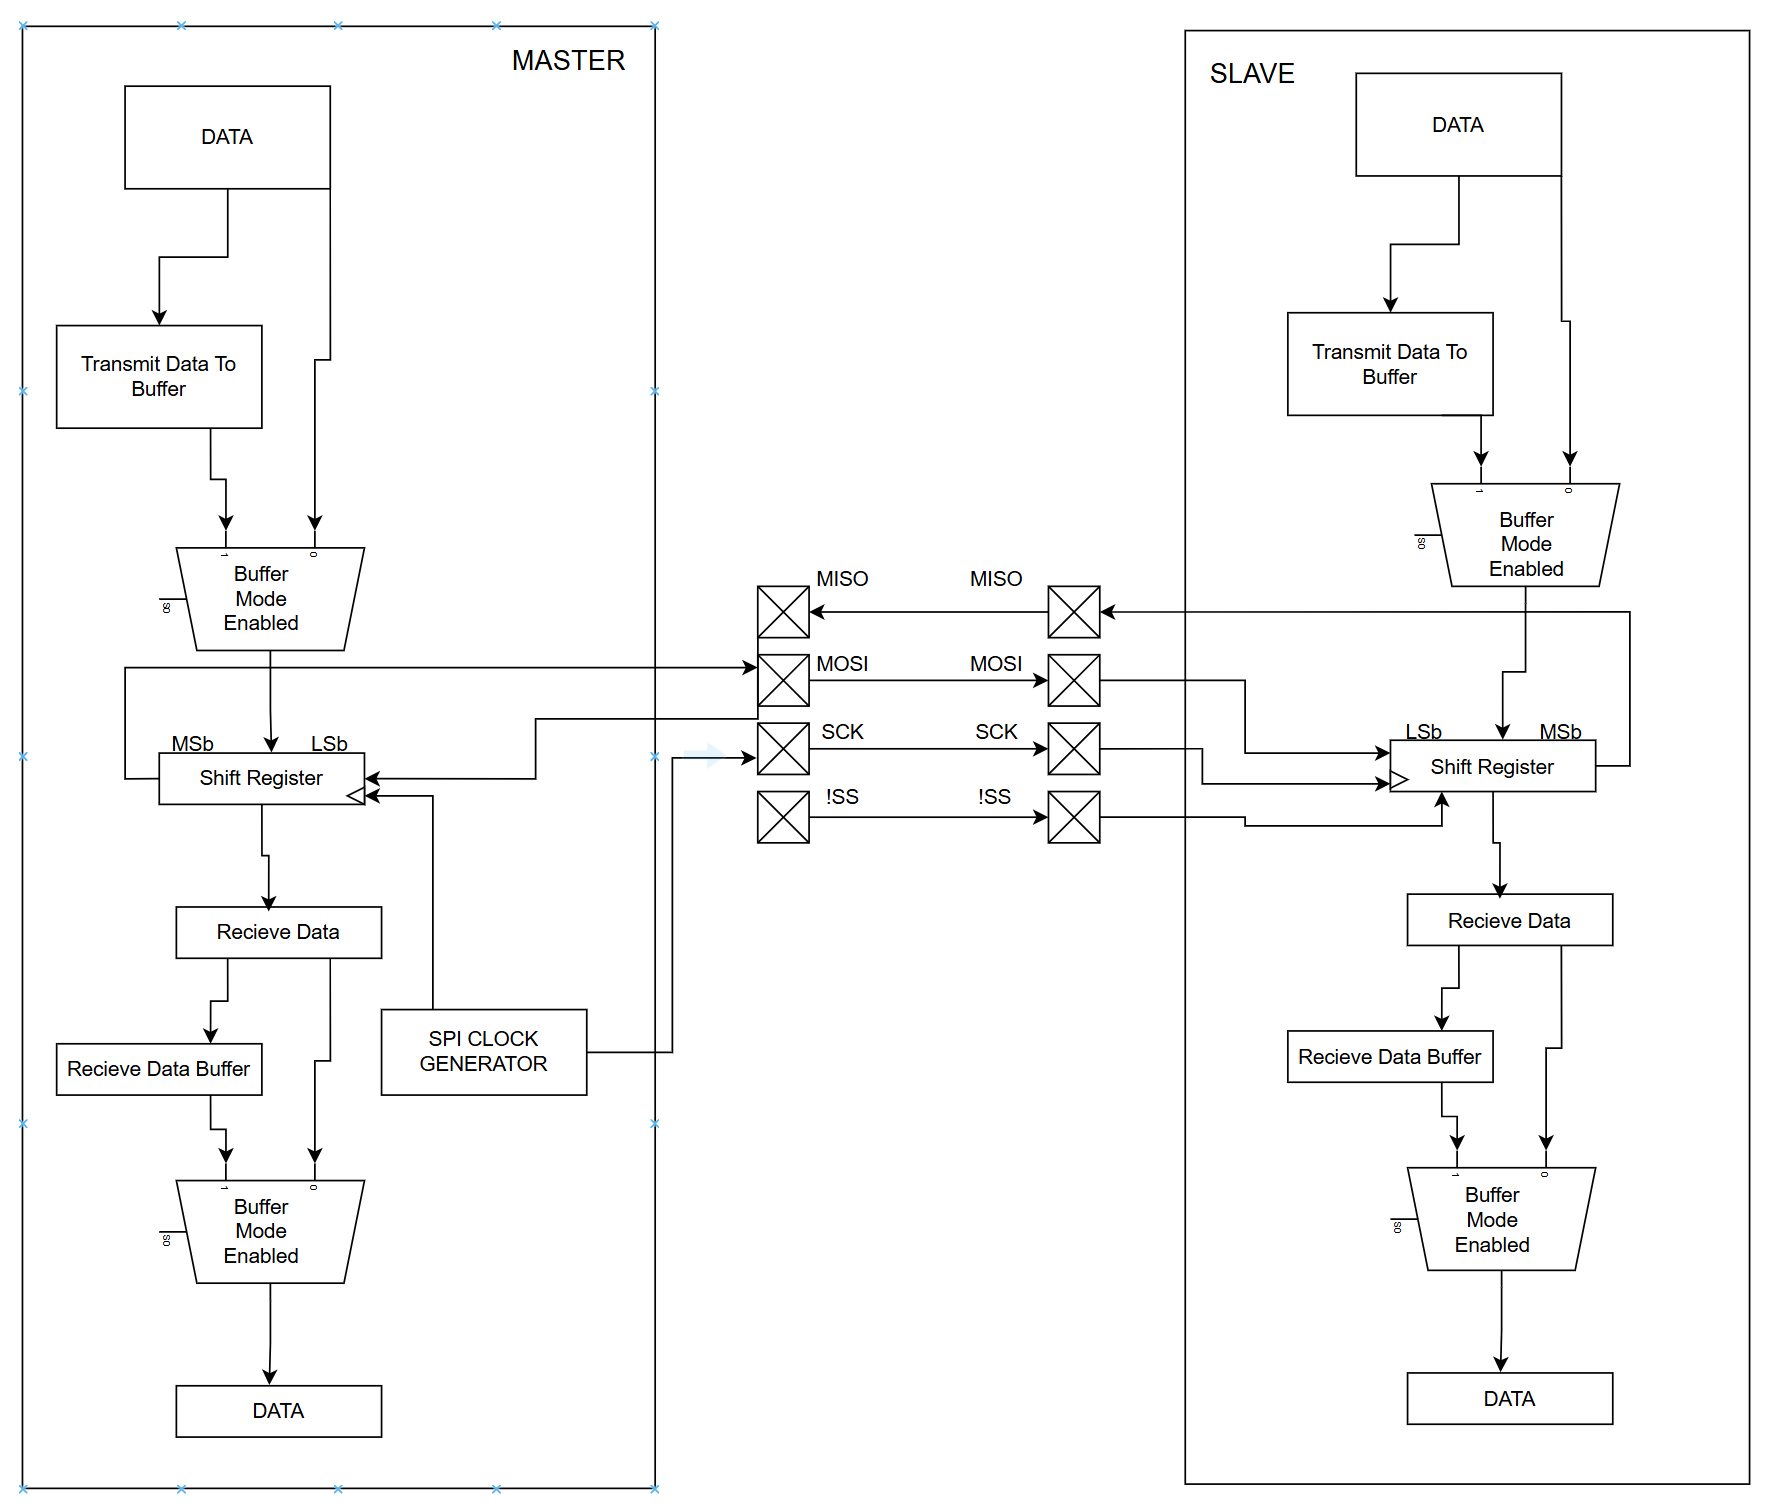 MASTER
DATA
Transmit Data To
Buffer
1
0
Buffer
Mode
Enabled
S0
MSb
LSb
Shift Register
Recieve Data
SPI CLOCK
GENERATOR
Recieve Data Buffer
1
0
Buffer
Mode
Enabled
S0
DATA
MISO
MISO
MOSI
MOSI
SCK
SCK
!SS
!SS
SLAVE
DATA
Transmit Data To
Buffer
1
0
Buffer
Mode
Enabled
S0
LSb
MSb
Shift Register
Recieve Data
Recieve Data Buffer
1
0
Buffer
Mode
Enabled
S0
DATA